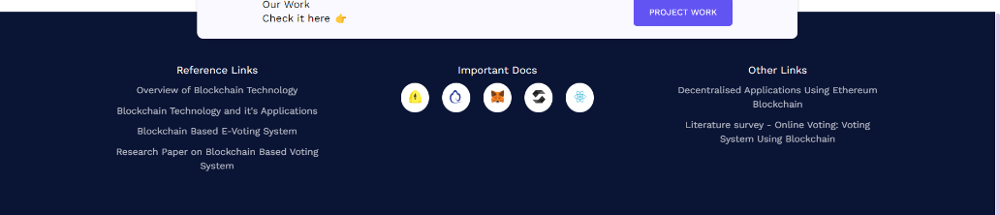 Our Work
Check it here 👉
PROJECT WORK
Reference Links
Overview of Blockchain Technology
Blockchain Technology and it's Applications
Blockchain Based E-Voting System
Research Paper on Blockchain Based Voting
System
Important Docs
Other Links
Decentralised Applications Using Ethereum
Blockchain
Literature survey - Online Voting: Voting
System Using Blockchain